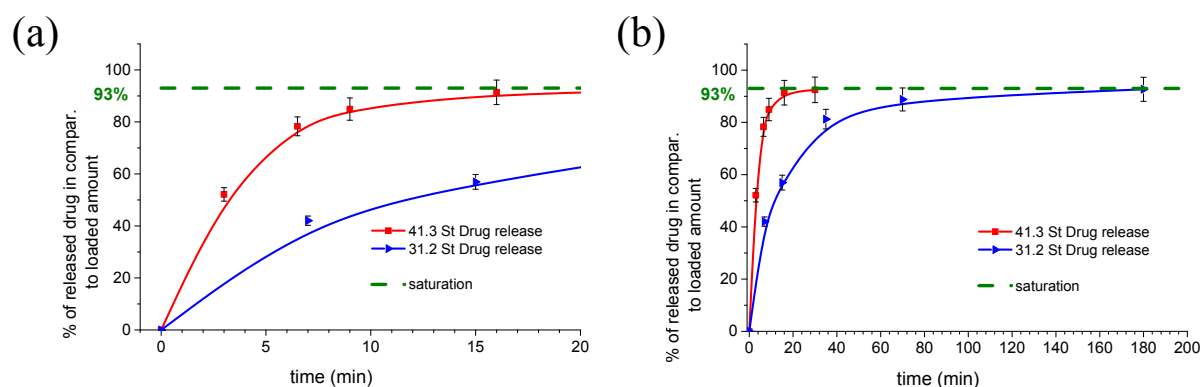 (a)
% of released drug in compar.
to loaded amount
100
93%
80
60
40
20
0
41.3 St Drug release
31.2 St Drug release
saturation
0 5 10 15 20
time (min)
(b)
% of released drug in compar.
to loaded amount
100
93%
80
60
40
20
0
41.3 St Drug release
31.2 St Drug release
saturation
0 20 40 60 80 100 120 140 160 180 200
time (min)